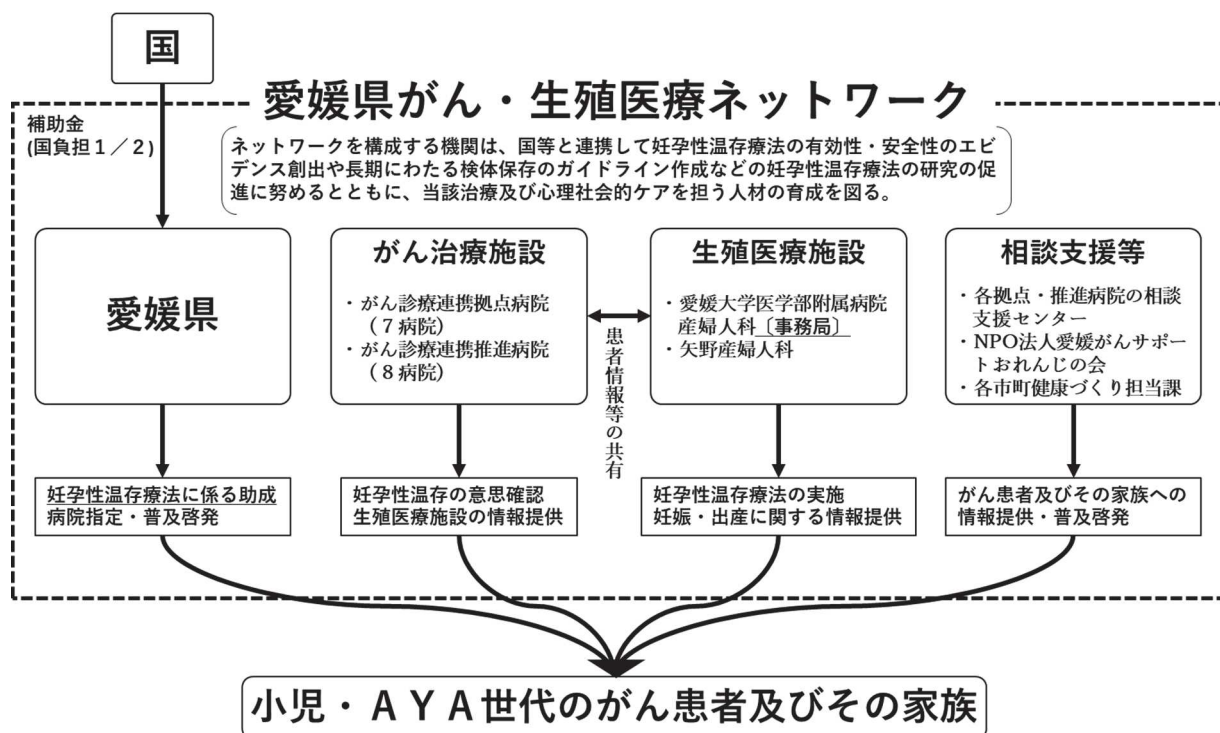 国
愛媛県がん・生殖医療ネットワーク
補助金
(国負担１／２)
ネットワークを構成する機関は、国等と連携して妊孕性温存療法の有効性・安全性のエビ
デンス創出や長期にわたる検体保存のガイドライン作成などの妊孕性温存療法の研究の促
進に努めるとともに、当該治療及び心理社会的ケアを担う人材の育成を図る。
愛媛県
がん治療施設
・がん診療連携拠点病院
（７病院）
・がん診療連携推進病院
（８病院）
患者情報等の共有
生殖医療施設
・愛媛大学医学部附属病院
産婦人科〔事務局〕
・矢野産婦人科
相談支援等
・各拠点・推進病院の相談
支援センター
・NPO法人愛媛がんサポー
トおれんじの会
・各市町健康づくり担当課
妊孕性温存療法に係る助成
病院指定・普及啓発
妊孕性温存の意思確認
生殖医療施設の情報提供
妊孕性温存療法の実施
妊娠・出産に関する情報提供
がん患者及びその家族への
情報提供・普及啓発
小児・ＡＹＡ世代のがん患者及びその家族